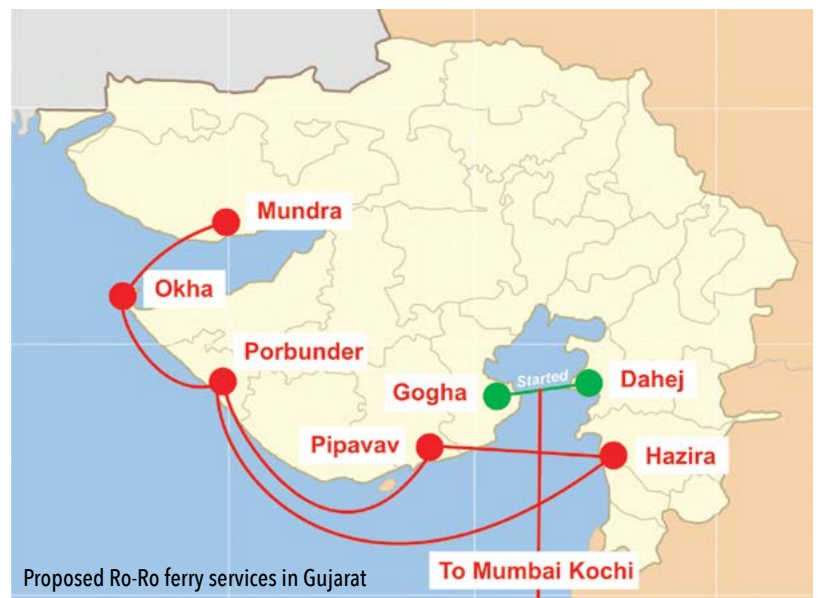 Mundra
Okha
Porbunder
Started
Dahej
Gogha
Pipavav
Hazira
To Mumbai Kochi
Proposed Ro-Ro ferry services in Gujarat